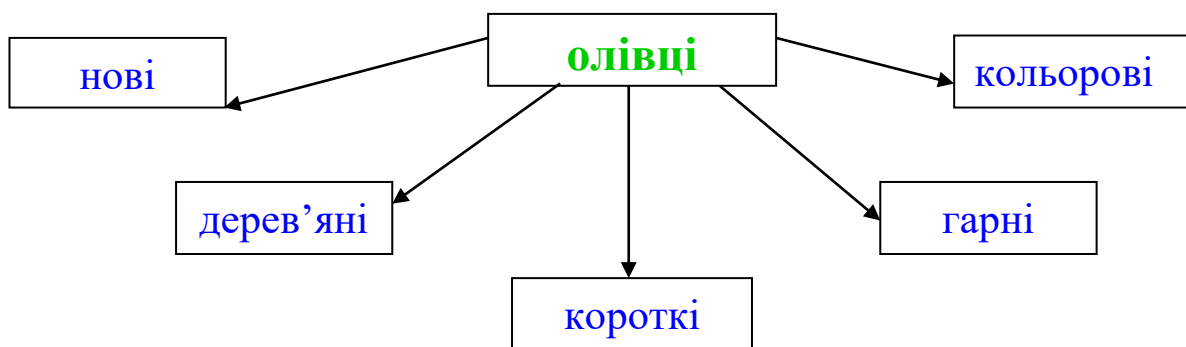 олівці
нові
кольорові
дерев’яні
гарні
короткі